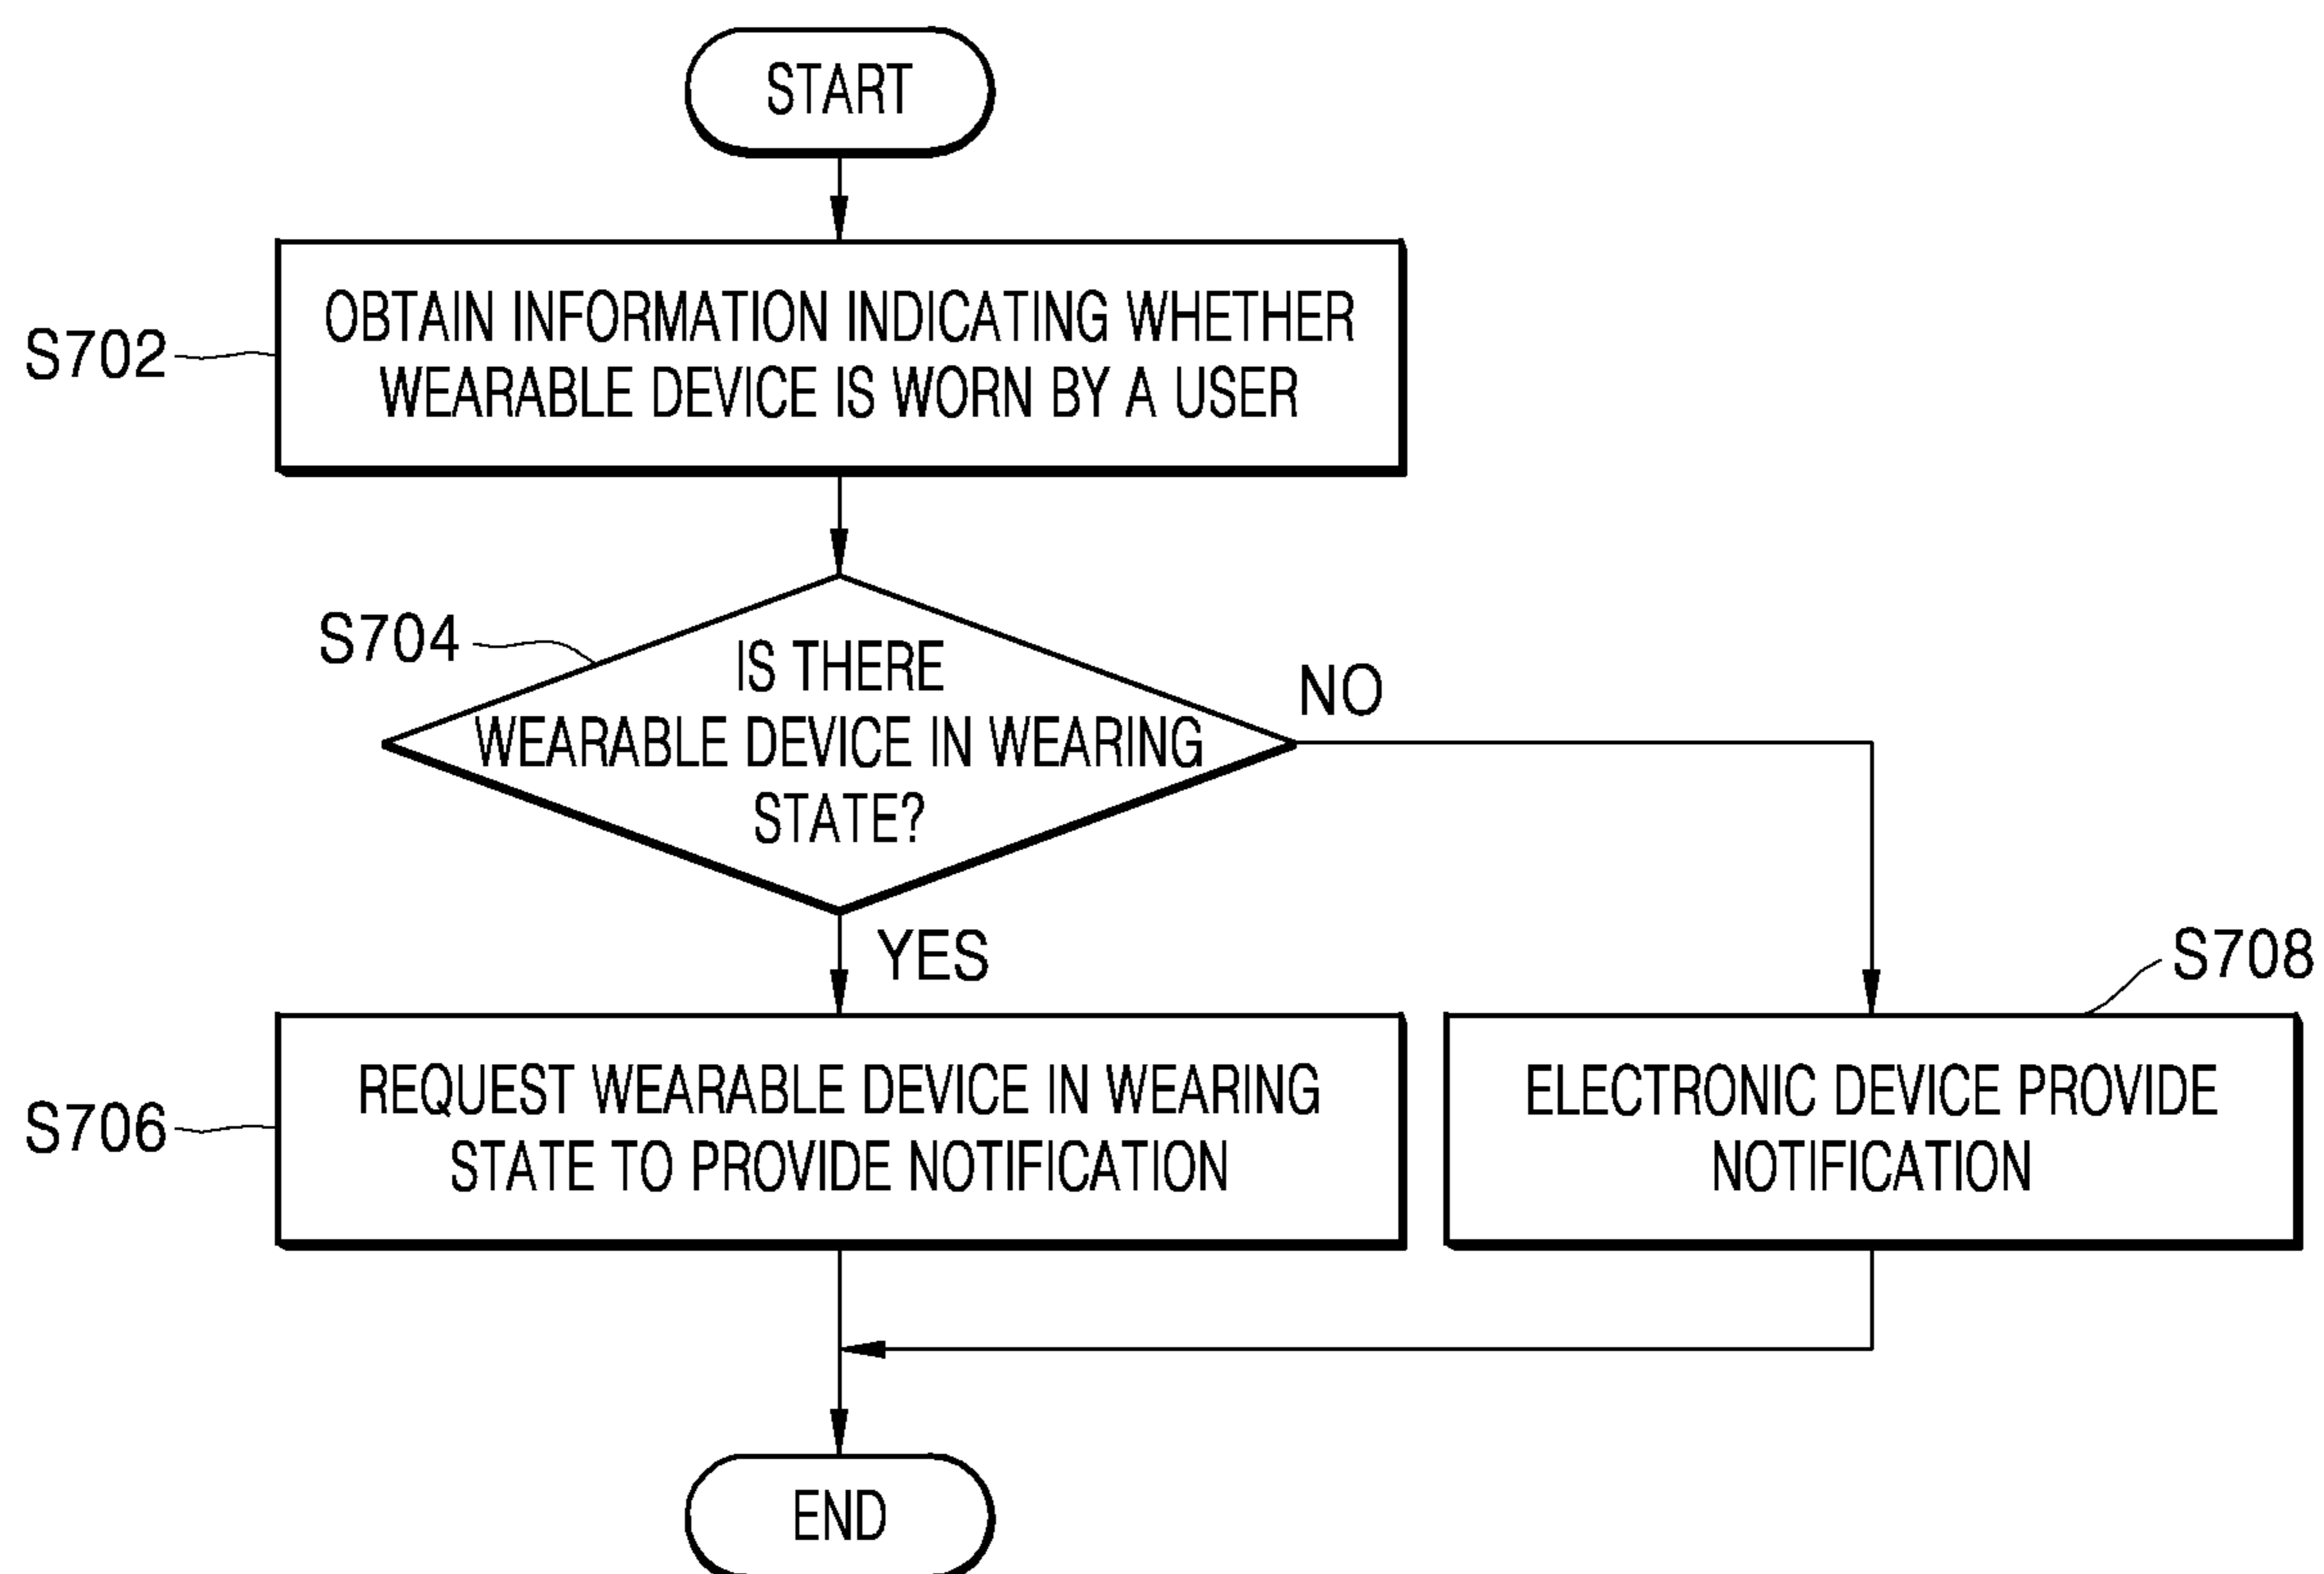 START
S702
OBTAIN INFORMATION INDICATING WHETHER
WEARABLE DEVICE IS WORN BY A USER
S704
IS THERE
WEARABLE DEVICE IN WEARING
STATE?
NO
YES
S706
REQUEST WEARABLE DEVICE IN WEARING
STATE TO PROVIDE NOTIFICATION
S708
ELECTRONIC DEVICE PROVIDE
NOTIFICATION
END